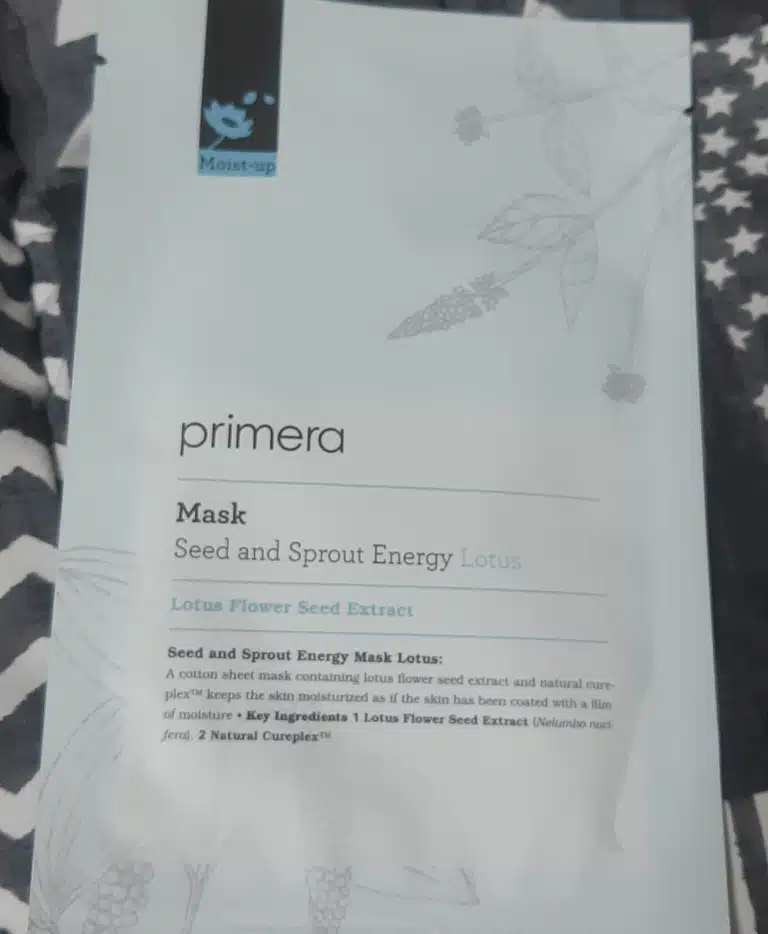 Moist-up
primera
Mask
Seed and Sprout Energy Lotus
Lotus Flower Seed Extract
Seed and Sprout Energy Mask Lotus:
A cotton sheet mask containing lotus flower seed extract and natural cure-
plex™ keeps the skin moisturized as if the skin has been coated with a film
of moisture • Key Ingredients 1 Lotus Flower Seed Extract (Nelumbo nuci
fera), 2 Natural Cureplex™